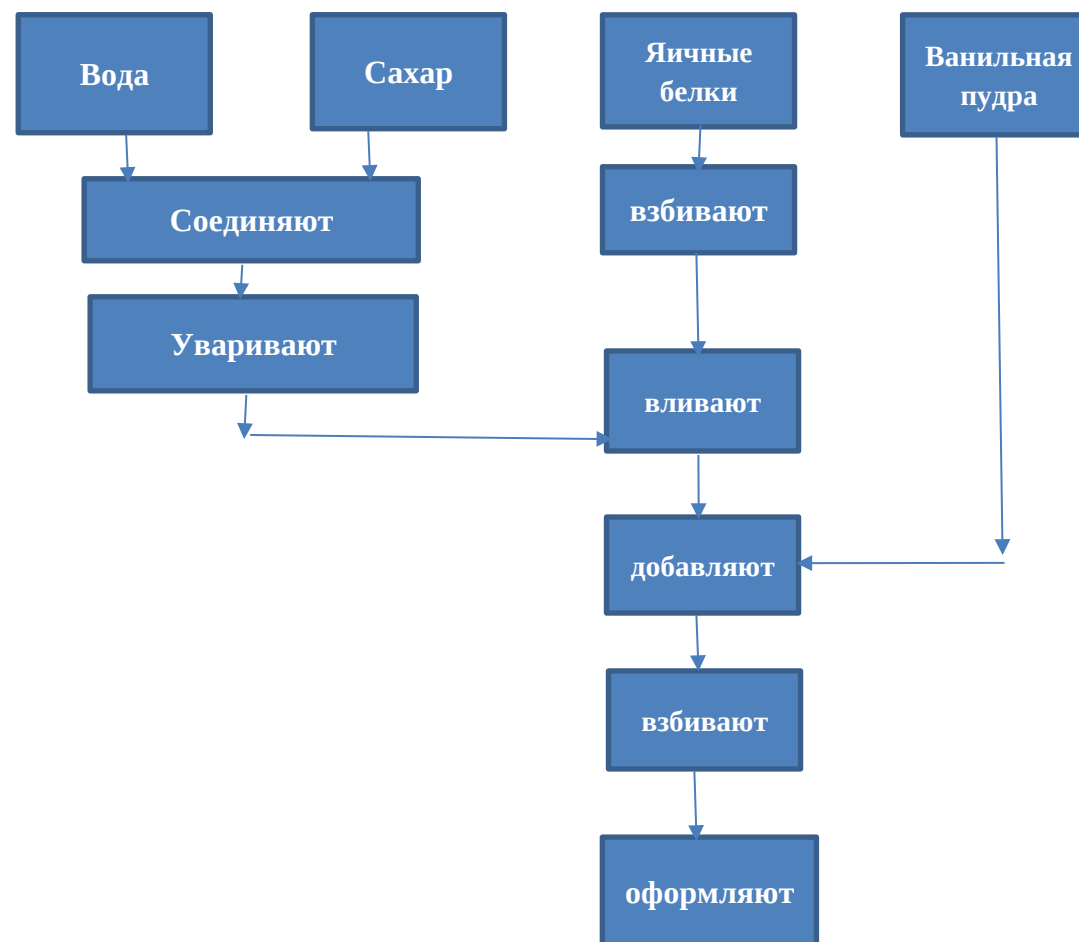 Вода
Сахар
Яичные
белки
Ванильная
пудра
взбивают
Соединяют
Уваривают
вливают
добавляют
взбивают
оформляют